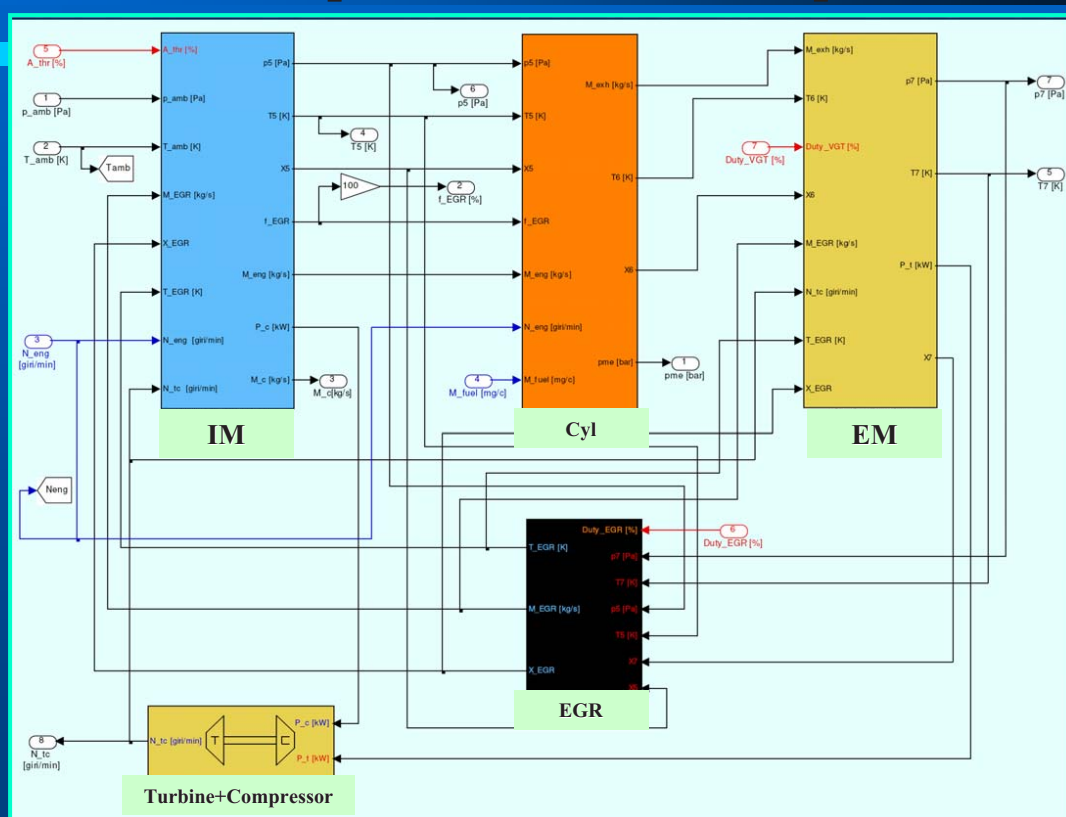 5
A_thr [%]
1
p_amb [Pa]
2
T_amb [K]
Tamb
3
N_eng
[giri/min]
Neng
8
N_tc
[giri/min]
A_thr [%]
p_amb [Pa]
T_amb [K]
M_EGR [kg/s]
X_EGR
T_EGR [K]
N_eng [giri/min]
N_tc [giri/min]
p5 [Pa]
T5 [K]
X5
f_EGR
M_eng [kg/s]
P_c [kW]
M_c [kg/s]
IM
6
p5 [Pa]
4
T5 [K]
100
2
f_EGR [%]
3
M_c[kg/s]
4
M_fuel [mg/c]
p5 [Pa]
T5 [K]
X5
f_EGR
M_eng [kg/s]
N_eng [giri/min]
M_fuel [mg/c]
M_exh [kg/s]
T6 [K]
X6
pme [bar]
Cyl
1
pme [bar]
7
Duty_VGT [%]
M_exh [kg/s]
T6 [K]
Duty_VGT [%]
X6
M_EGR [kg/s]
N_tc [giri/min]
T_EGR [K]
X_EGR
p7 [Pa]
T7 [K]
P_t [kW]
X7
EM
7
p7 [Pa]
5
T7 [K]
6
Duty_EGR [%]
Duty_EGR [%]
p7 [Pa]
T7 [K]
p5 [Pa]
T5 [K]
X7
T_EGR [K]
M_EGR [kg/s]
X_EGR
EGR
N_tc [giri/min]
T
C
P_c [kW]
P_t [kW]
Turbine+Compressor